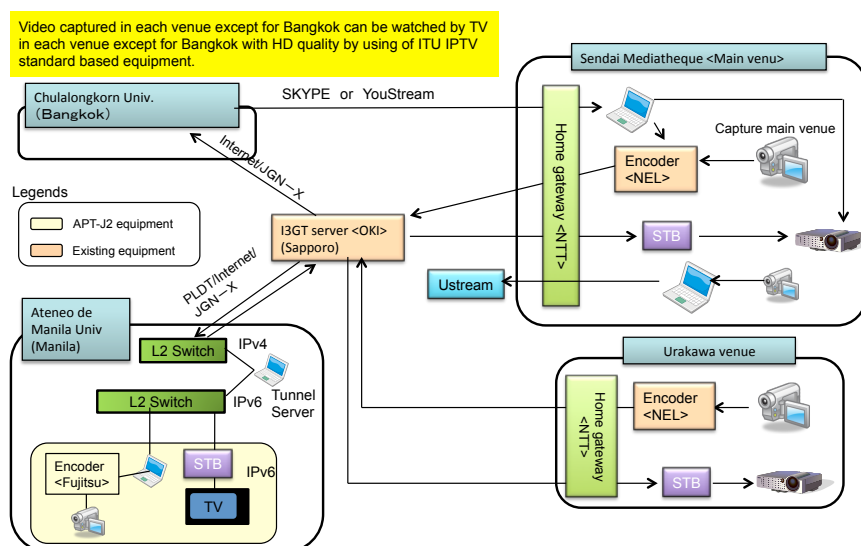 Video captured in each venue except for Bangkok can be watched by TV
in each venue except for Bangkok with HD quality by using of ITU IPTV
standard based equipment.
Chulalongkorn Univ.
（Bangkok）
SKYPE or YouStream
Sendai Mediatheque <Main venu>
Home gateway <NTT>
Capture main venue
Encoder
<NEL>
Internet/JGN－X
Legends
APT-J2 equipment
Existing equipment
I3GT server <OKI>
(Sapporo)
STB
Ustream
PLDT/Internet/
JGN－X
Ateneo de
Manila Univ
(Manila)
L2 Switch
IPv4
Tunnel
Server
L2 Switch
IPv6
Encoder
<Fujitsu>
STB
IPv6
TV
Urakawa venue
Home gateway
<NTT>
Encoder
<NEL>
STB